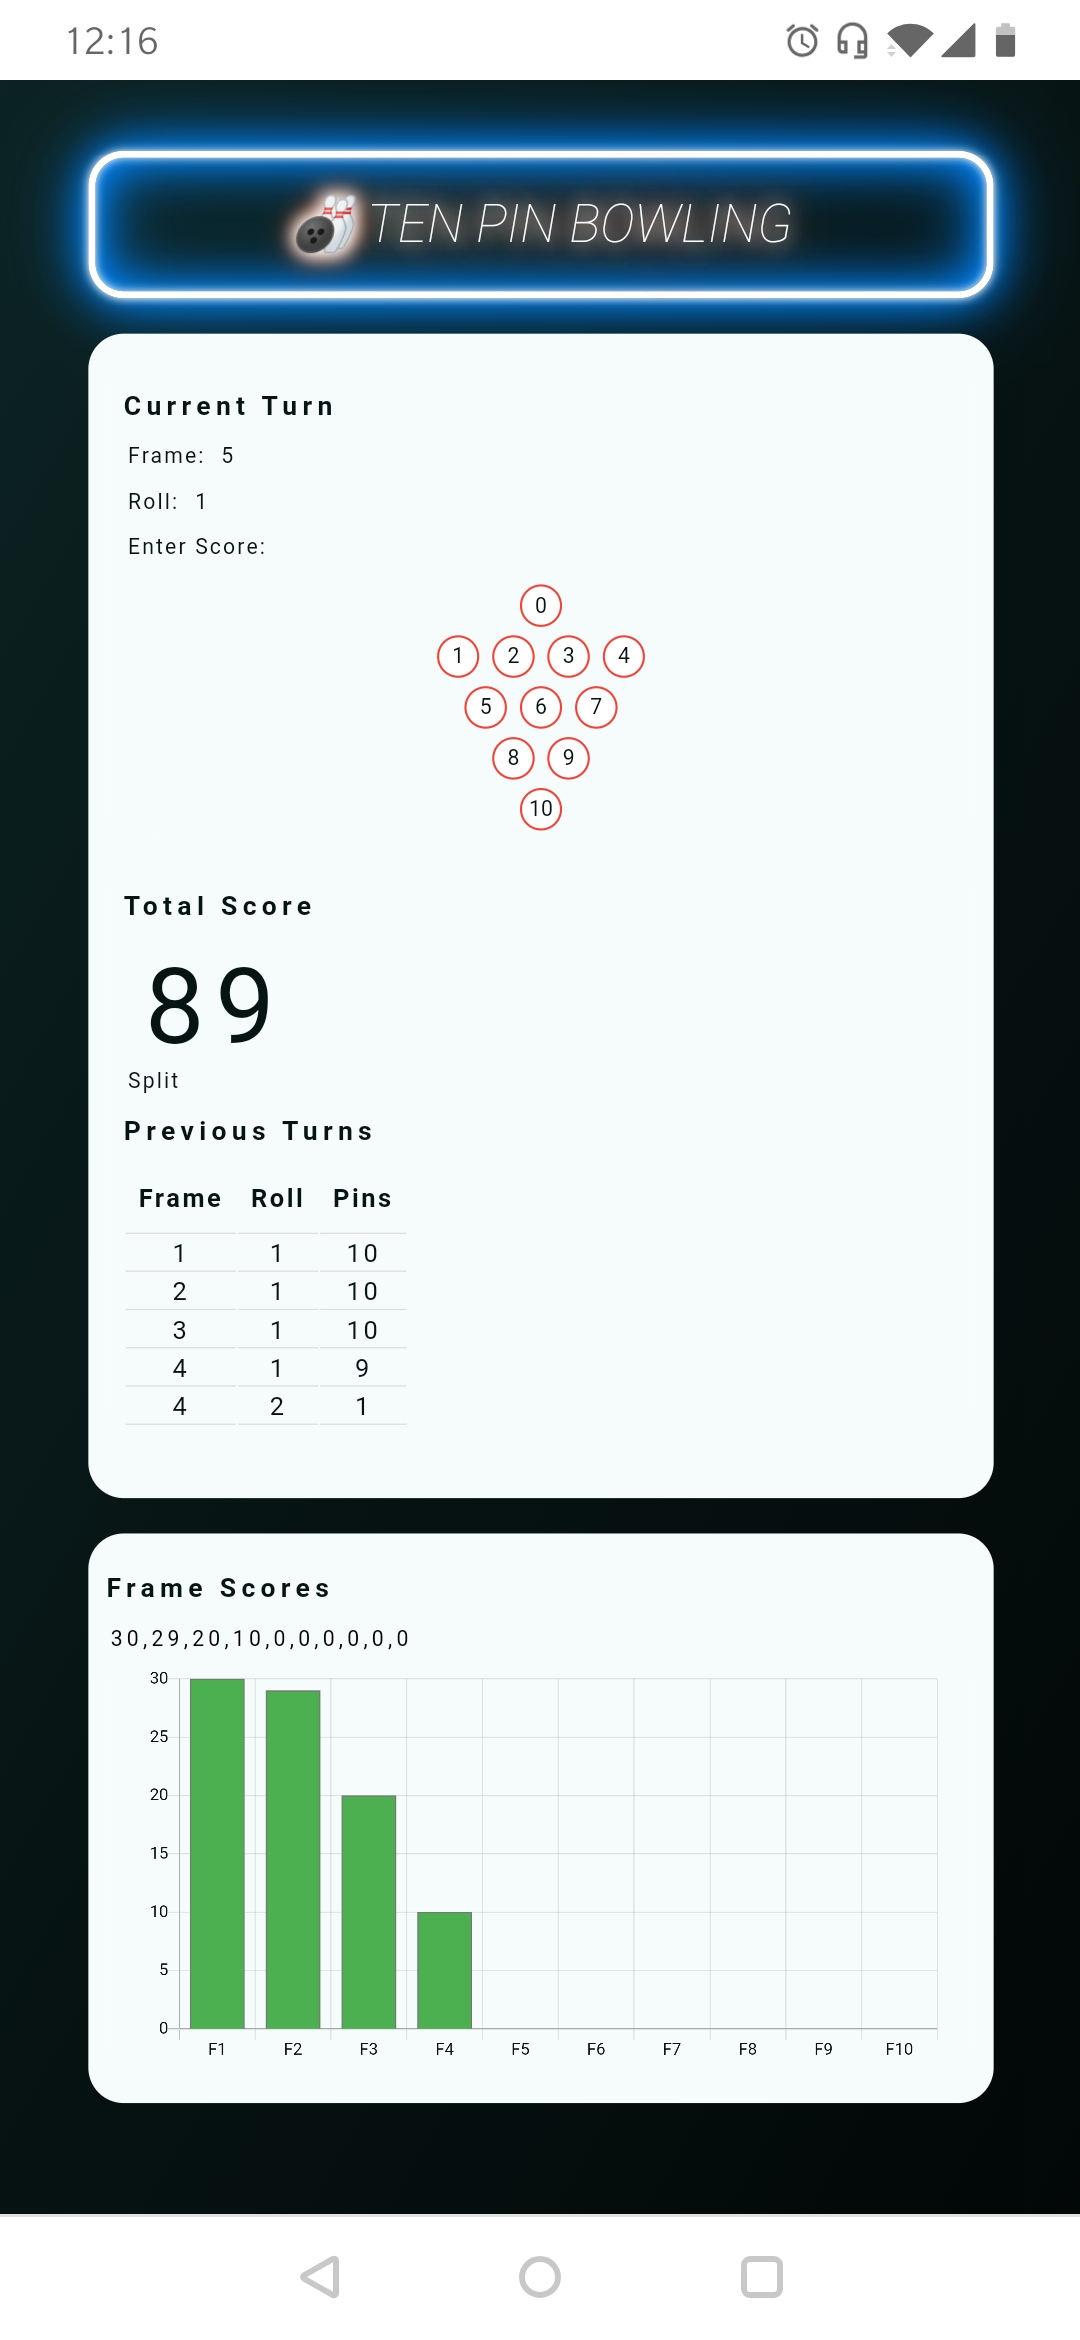 12:16
TEN PIN BOWLING
Current Turn
Frame: 5
Roll: 1
Enter Score:
0
1 2 3 4
5 6 7
8 9
10
Total Score
89
Split
Previous Turns
Frame Roll Pins
1 1 10
2 1 10
3 1 10
4 1 9
4 2 1
Frame Scores
30,29,20,10,0,0,0,0,0,0
30
25
20
15
10
5
0
F1 F2 F3 F4 F5 F6 F7 F8 F9 F10